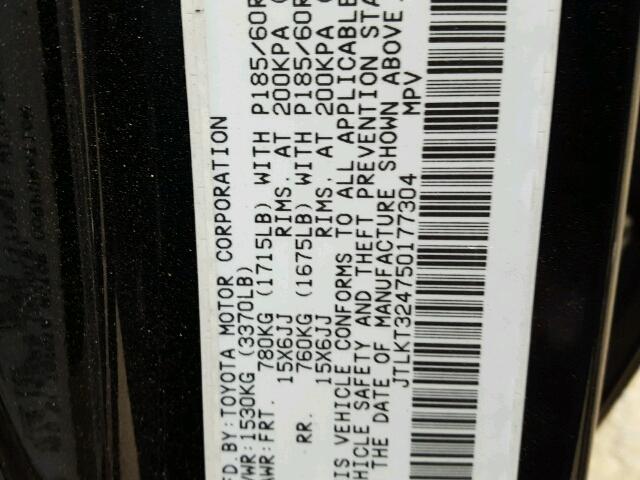 MFD.BY:TOYOTA MOTOR CORPORATION
VWR:1530KG (3370LB)
AWR:FRT. 780KG (1715LB) WITH P185/60R
15X6JJ RIMS. AT 200KPA (
RR. 760KG (1675LB) WITH P185/60R
15X6JJ RIMS. AT 200KPA (
IS VEHICLE CONFORMS TO ALL APPLICABLE
HICLE SAFETY AND THEFT PREVENTION STA
THE DATE OF MANUFACTURE SHOWN ABOVE.
JTLKT324750177304 MPV